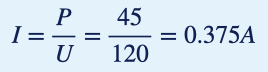 I = P/U = 45/120 = 0.375A